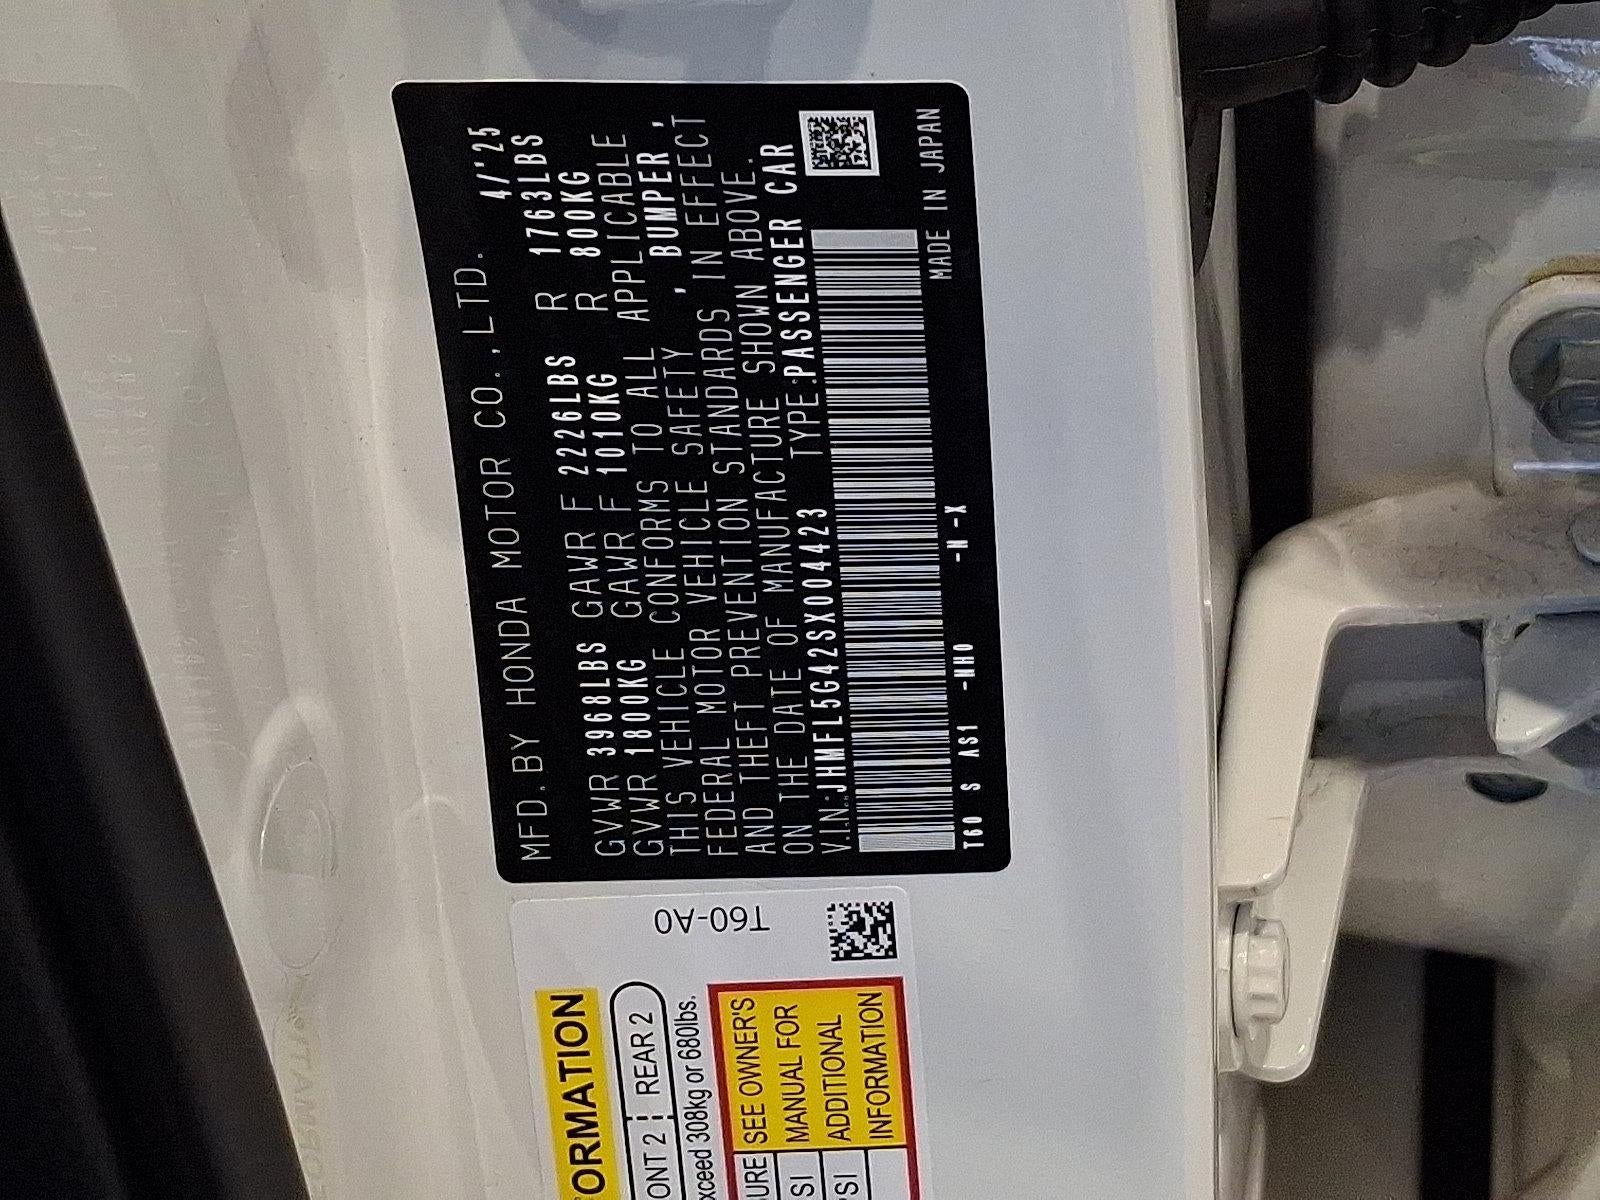 MFD.BY HONDA MOTOR CO.,LTD. 4/'25
GVWR 3968LBS GAWR F 2226LBS R 1763LBS
GVWR 1800KG GAWR F 1010KG R 800KG
THIS VEHICLE CONFORMS TO ALL APPLICABLE
FEDERAL MOTOR VEHICLE SAFETY , BUMPER,
AND THEFT PREVENTION STANDARDS IN EFFECT
ON THE DATE OF MANUFACTURE SHOWN ABOVE.
V.I.N.:JHMFL5G42SX004423 TYPE:PASSENGER CAR
T60 S AS1 -NH0 -N -X
MADE IN JAPAN
T60-A0
ORMATION
ONT 2 REAR 2
xceed 308kg or 680lbs.
URE SEE OWNER'S
SI MANUAL FOR
PSI ADDITIONAL
INFORMATION